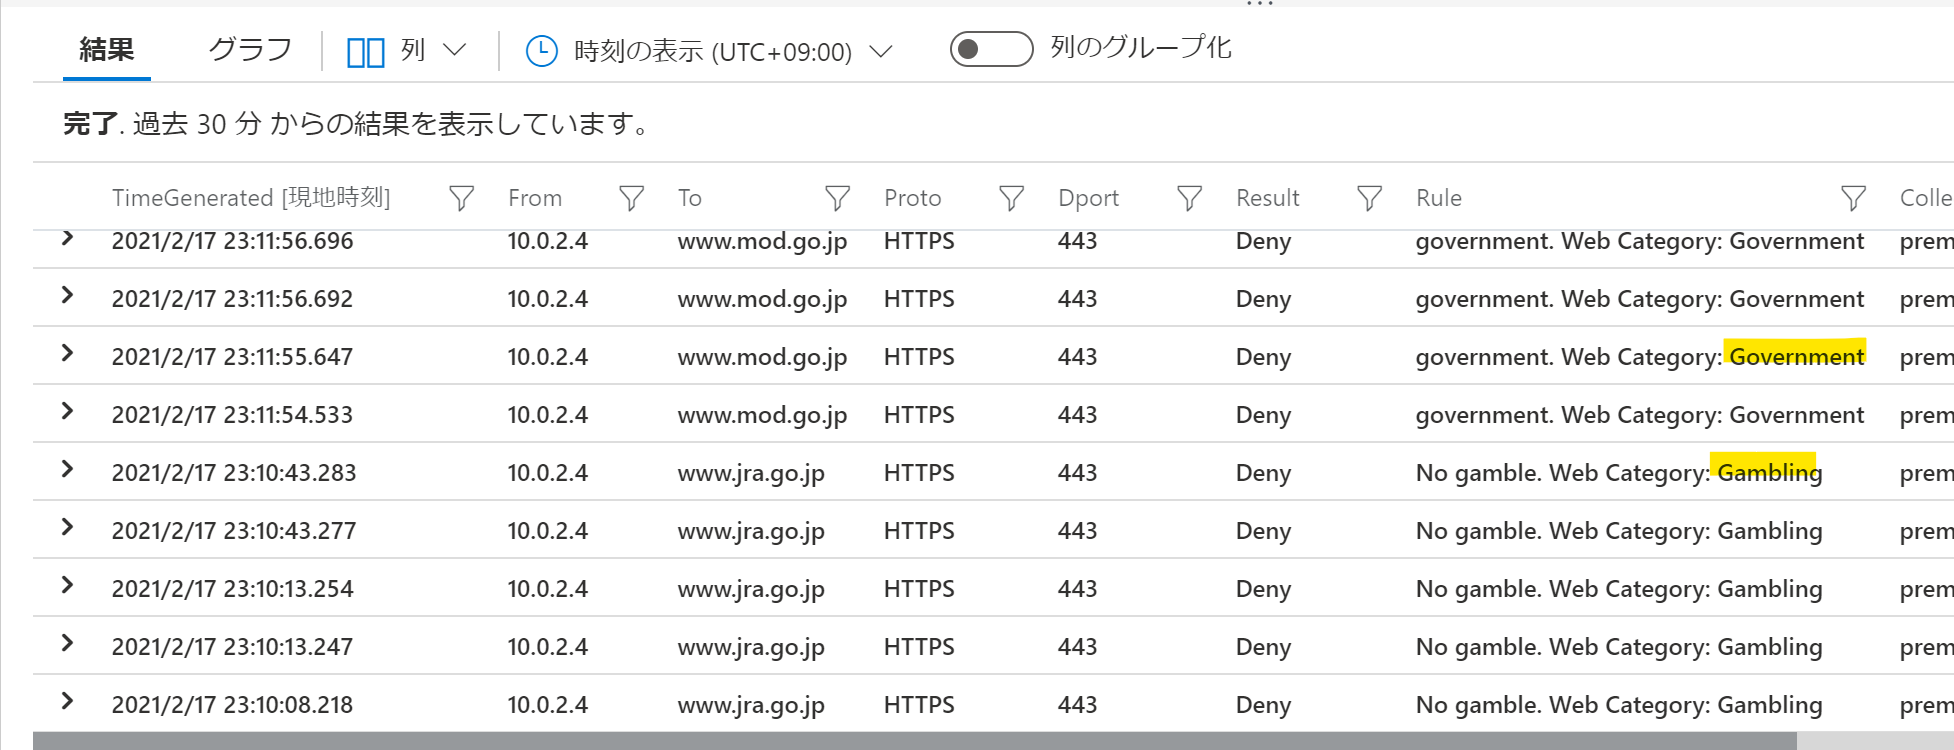 結果 グラフ 列 時刻の表示 (UTC+09:00) 列のグループ化
完了. 過去 30 分 からの結果を表示しています。
TimeGenerated [現地時刻] From To Proto Dport Result Rule Colle
2021/2/17 23:11:56.696 10.0.2.4 www.mod.go.jp HTTPS 443 Deny government. Web Category: Government prem
2021/2/17 23:11:56.692 10.0.2.4 www.mod.go.jp HTTPS 443 Deny government. Web Category: Government prem
2021/2/17 23:11:55.647 10.0.2.4 www.mod.go.jp HTTPS 443 Deny government. Web Category: Government prem
2021/2/17 23:11:54.533 10.0.2.4 www.mod.go.jp HTTPS 443 Deny government. Web Category: Government prem
2021/2/17 23:10:43.283 10.0.2.4 www.jra.go.jp HTTPS 443 Deny No gamble. Web Category: Gambling prem
2021/2/17 23:10:43.277 10.0.2.4 www.jra.go.jp HTTPS 443 Deny No gamble. Web Category: Gambling prem
2021/2/17 23:10:13.254 10.0.2.4 www.jra.go.jp HTTPS 443 Deny No gamble. Web Category: Gambling prem
2021/2/17 23:10:13.247 10.0.2.4 www.jra.go.jp HTTPS 443 Deny No gamble. Web Category: Gambling prem
2021/2/17 23:10:08.218 10.0.2.4 www.jra.go.jp HTTPS 443 Deny No gamble. Web Category: Gambling prem